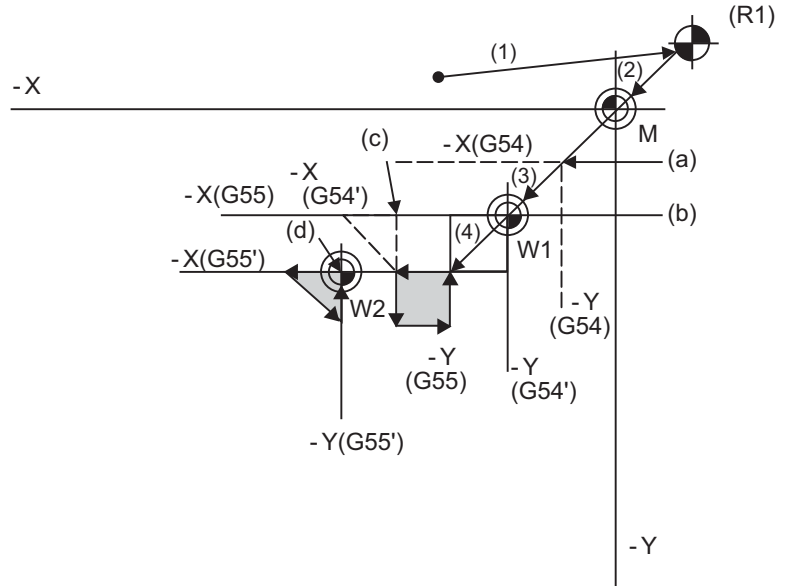 (R1)
(1)
(2)
-X
M
(c)
-X(G54)
(a)
-X
(G54')
(3)
-X(G55)
(b)
(d)
(4)
W1
-X(G55')
W2
-Y
(G54)
-Y
(G55)
-Y
(G54')
-Y(G55')
-Y